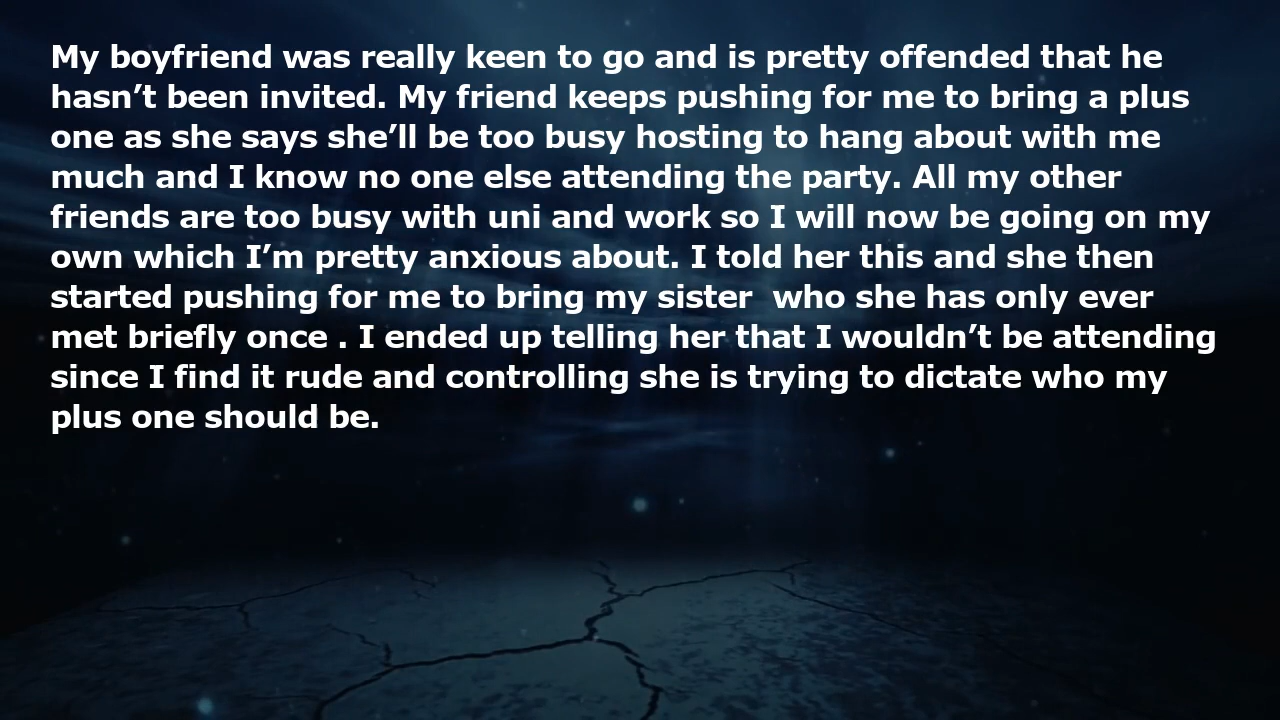 My boyfriend was really keen to go and is pretty offended that he
hasn’t been invited. My friend keeps pushing for me to bring a plus
one as she says she’ll be too busy hosting to hang about with me
much and I know no one else attending the party. All my other
friends are too busy with uni and work so I will now be going on my
own which I’m pretty anxious about. I told her this and she then
started pushing for me to bring my sister  who she has only ever
met briefly once . I ended up telling her that I wouldn’t be attending
since I find it rude and controlling she is trying to dictate who my
plus one should be.